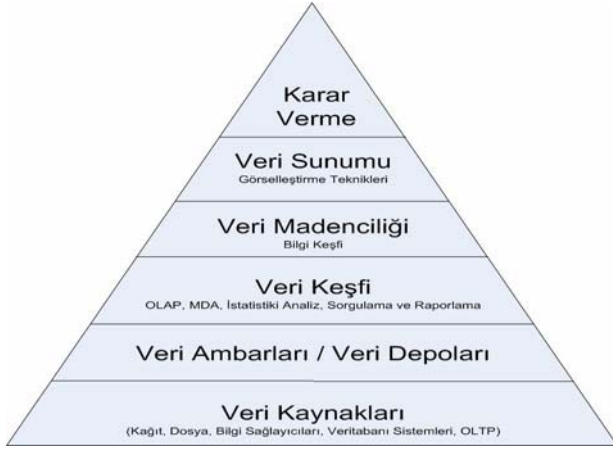 Karar
Verme
Veri Sunumu
Görselleştirme Teknikleri
Veri Madenciliği
Bilgi Keşfi
Veri Keşfi
OLAP, MDA, İstatistiki Analiz, Sorgulama ve Raporlama
Veri Ambarları / Veri Depoları
Veri Kaynakları
(Kağıt, Dosya, Bilgi Sağlayıcıları, Veritabanı Sistemleri, OLTP)